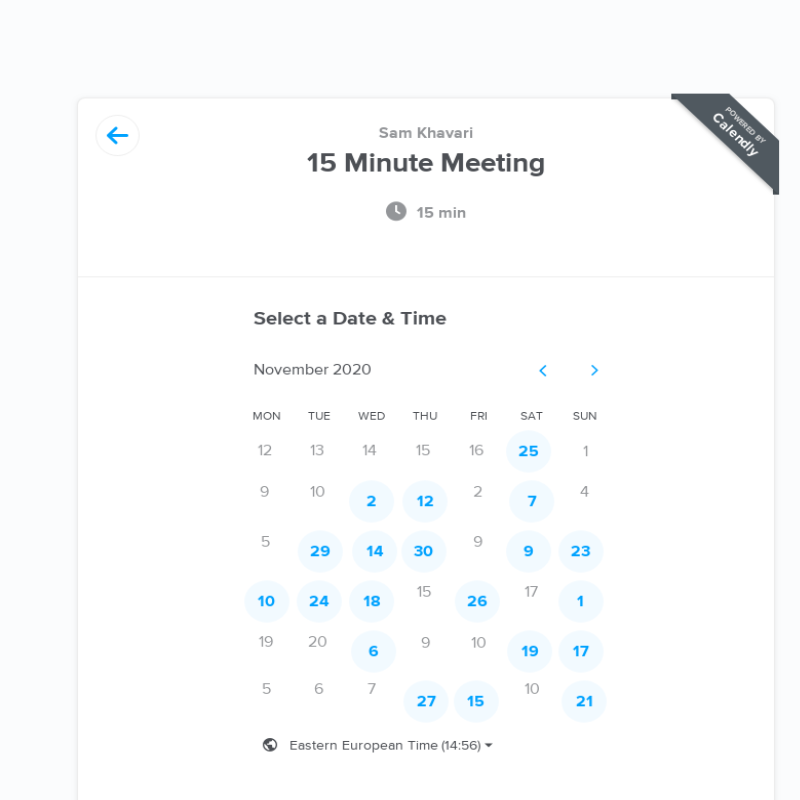 POWERED BY
Calendly
Sam Khavari
15 Minute Meeting
15 min
Select a Date & Time
November 2020
MON TUE WED THU FRI SAT SUN
12 13 14 15 16 25 1
9 10 2 12 2 7 4
5 29 14 30 9 9 23
10 24 18 15 26 17 1
19 20 6 9 10 19 17
5 6 7 27 15 10 21
Eastern European Time (14:56)